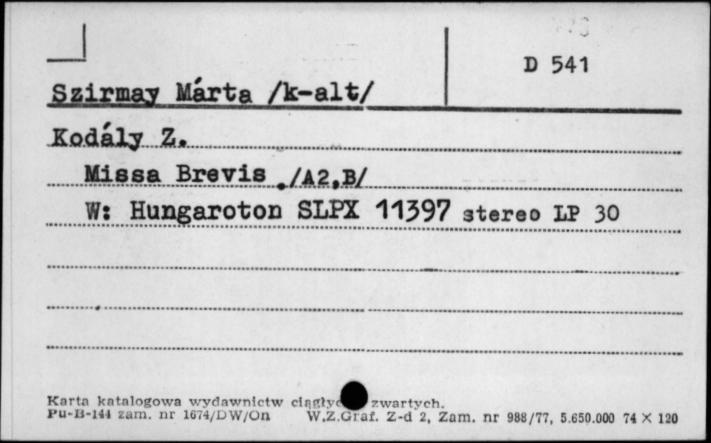 D 541
Szirmay Márta /k-alt/
Kodály Z.
Missa Brevis /A2,B/
W: Hungaroton SLPX 11397 stereo LP 30
Karta katalogowa wydawnictw zwartych.
Pu-B-144 zam. nr 1674/DW/On W.Z.Graf. Z-d 2, Zam. nr 988/77, 5.650.000 74 X 120